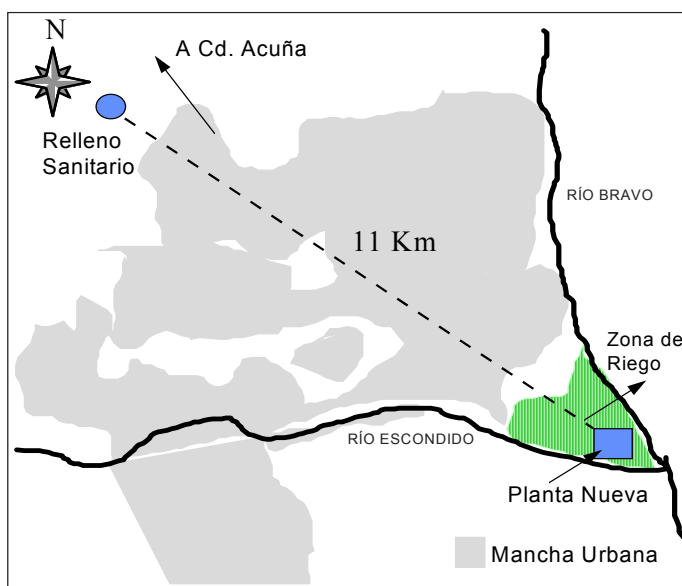 N
A Cd. Acuña
Relleno
Sanitario
RÍO BRAVO
11 Km
Zona de
Riego
RÍO ESCONDIDO
Planta Nueva
Mancha Urbana